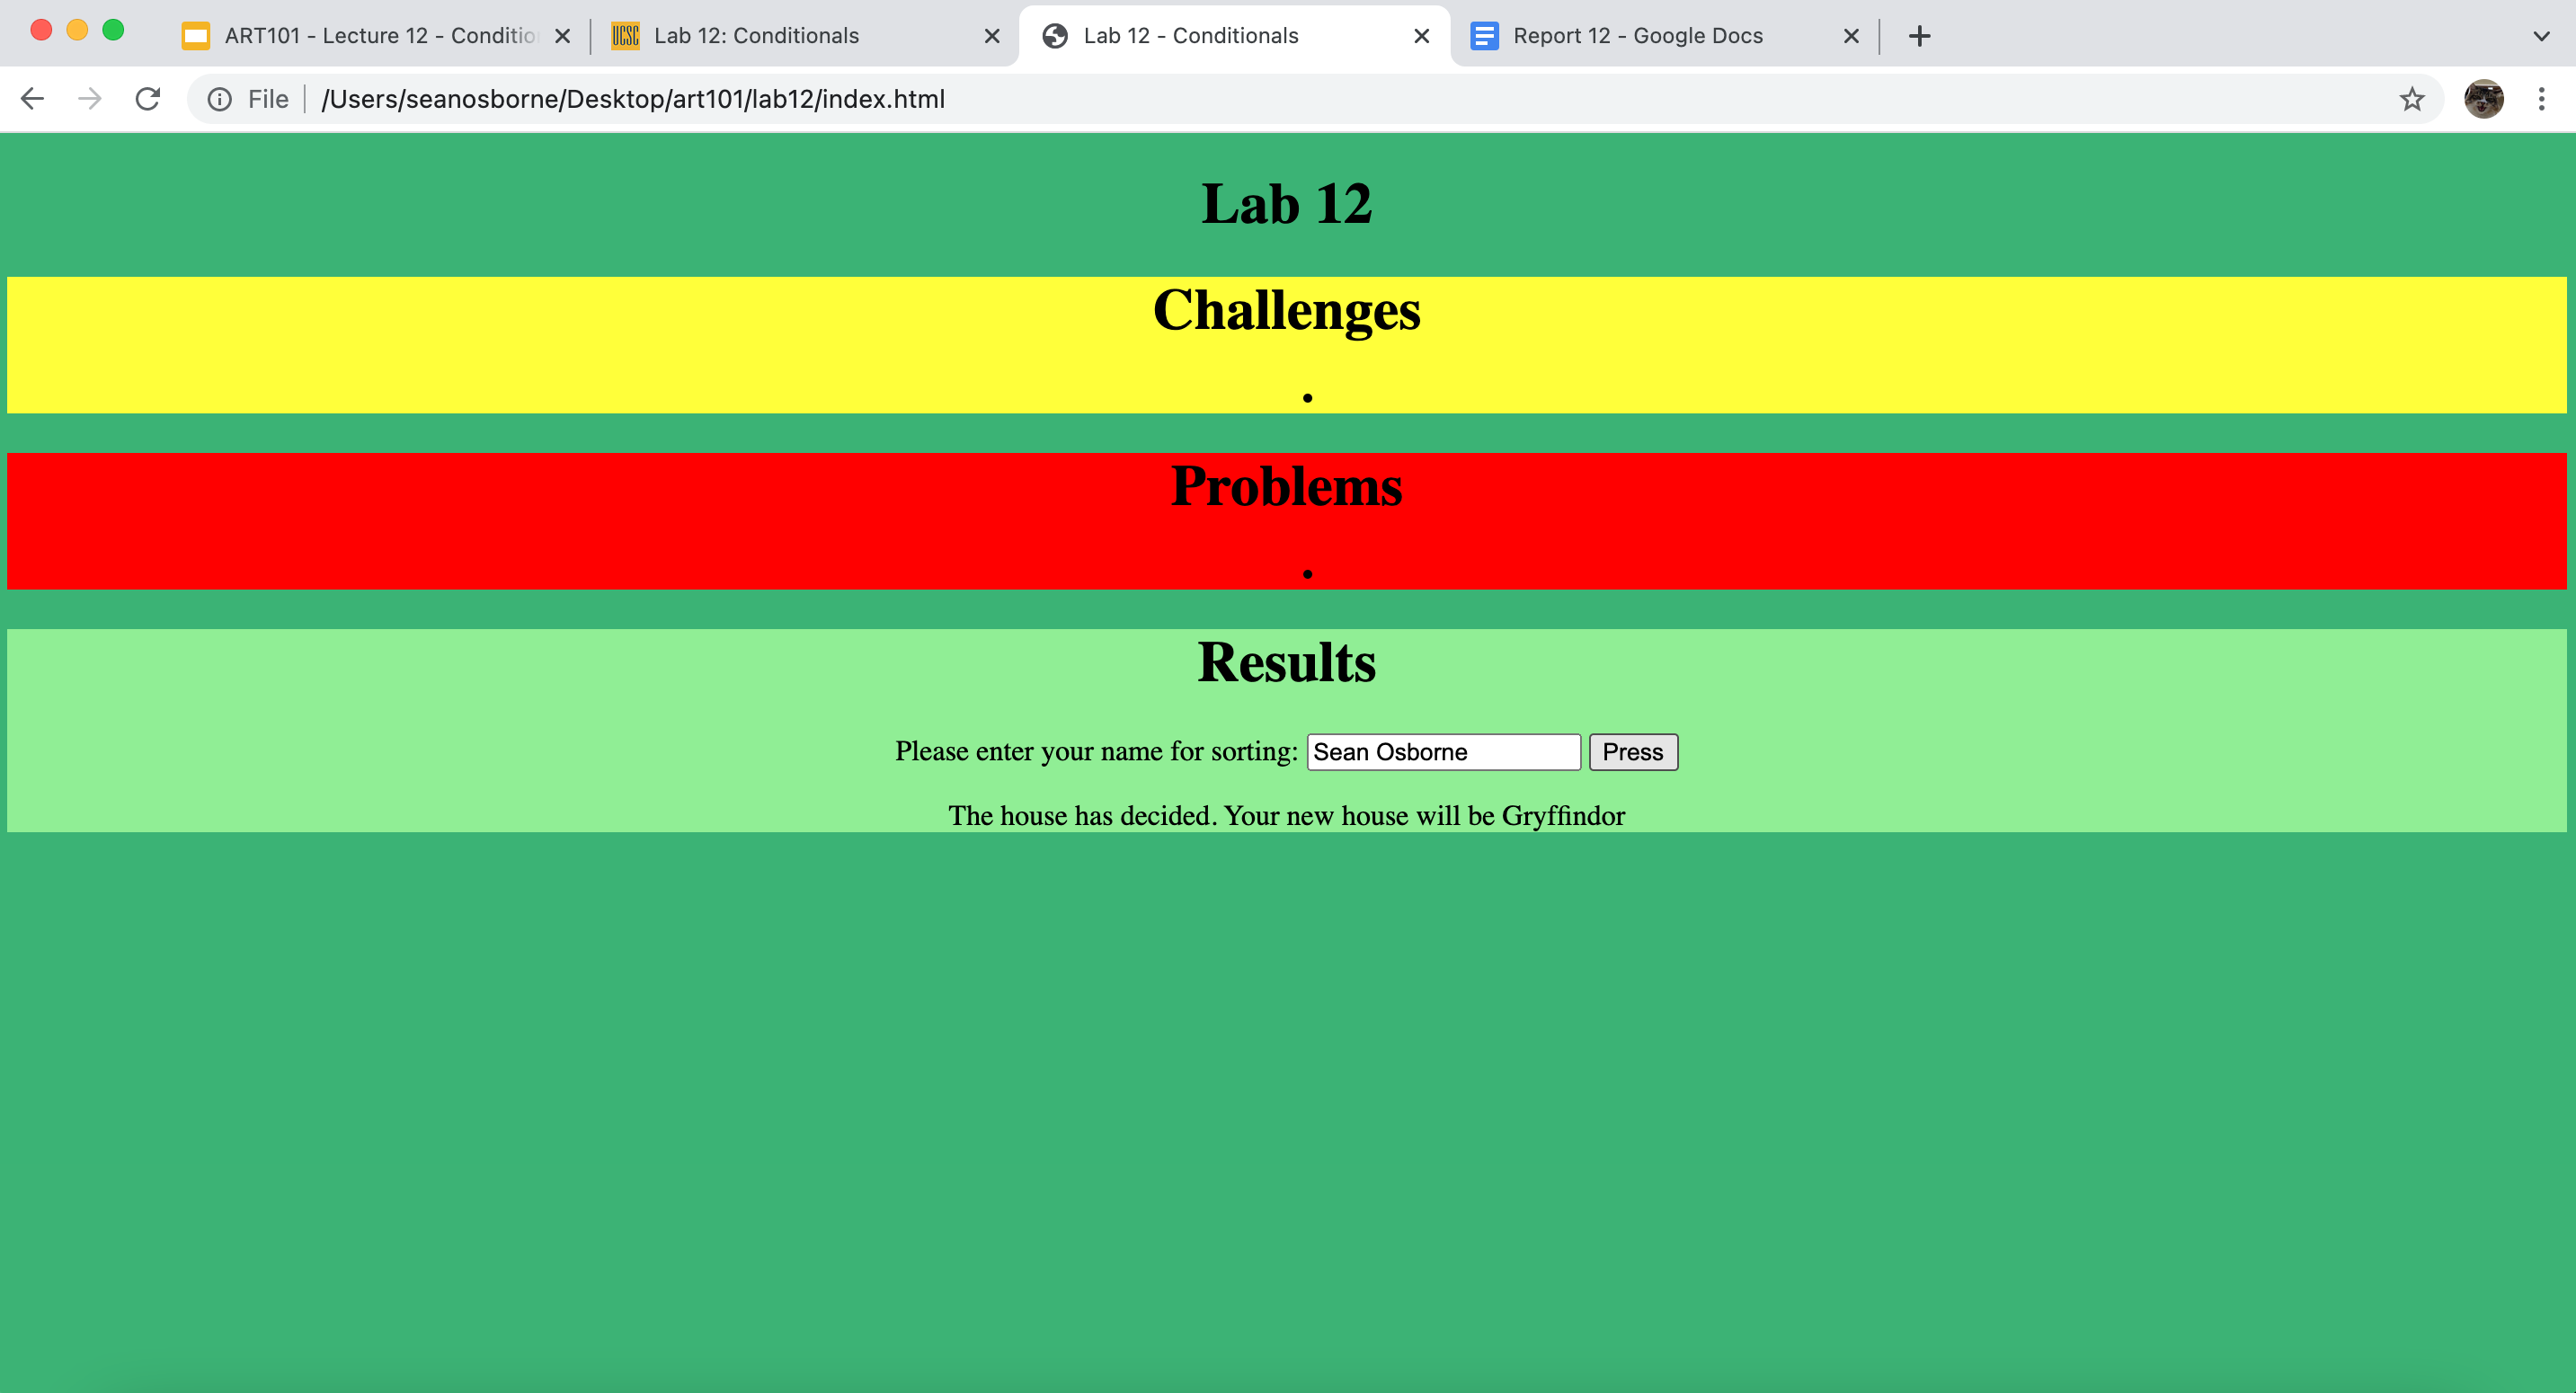 ART101 - Lecture 12 - Conditio
UCSC Lab 12: Conditionals
Lab 12 - Conditionals
Report 12 - Google Docs
File /Users/seanosborne/Desktop/art101/lab12/index.html
Lab 12
Challenges
Problems
Results
Please enter your name for sorting: Sean Osborne Press
The house has decided. Your new house will be Gryffindor